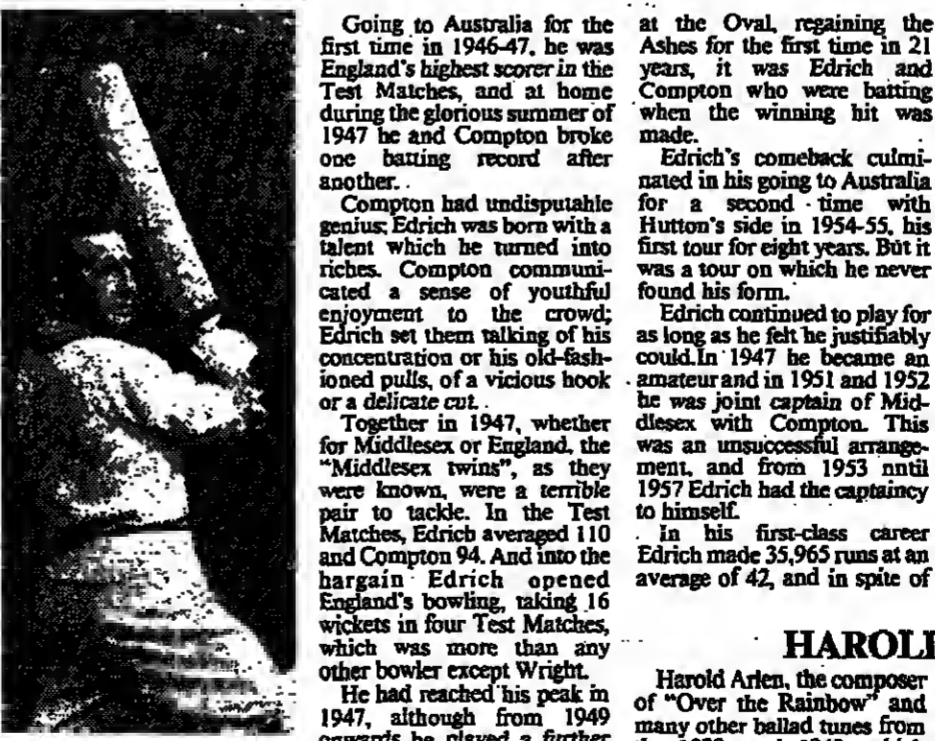 Going to Australia for the
first time in 1946-47, he was
England's highest scorer in the
Test Matches, and at home
during the glorious summer of
1947 he and Compton broke
one batting record after
another.
Compton had undisputable
genius; Edrich was born with a
talent which he turned into
riches. Compton communi-
cated a sense of youthful
enjoyment to the crowd;
Edrich set them talking of his
concentration or his old-fash-
ioned pulls, of a vicious hook
or a delicate cut.
Together in 1947, whether
for Middlesex or England, the
"Middlesex twins", as they
were known, were a terrible
pair to tackle. In the Test
Matches, Edrich averaged 110
and Compton 94. And into the
bargain Edrich opened
England's bowling, taking 16
wickets in four Test Matches,
which was more than any
other bowler except Wright.
He had reached his peak in
1947, although from 1949
onwards he played a further
at the Oval, regaining the
Ashes for the first time in 21
years, it was Edrich and
Compton who were batting
when the winning hit was
made.
Edrich's comeback culmi-
nated in his going to Australia
for a second time with
Hutton's side in 1954-55, his
first tour for eight years. But it
was a tour on which he never
found his form.
Edrich continued to play for
as long as he felt he justifiably
could.In 1947 he became an
amateur and in 1951 and 1952
he was joint captain of Mid-
dlesex with Compton. This
was an unsuccessful arrange-
ment, and from 1953 nntil
1957 Edrich had the captaincy
to himself.
In his first-class career
Edrich made 35,965 runs at an
average of 42, and in spite of
HAROL
Harold Arlen, the composer
of "Over the Rainbow" and
many other ballad tunes from